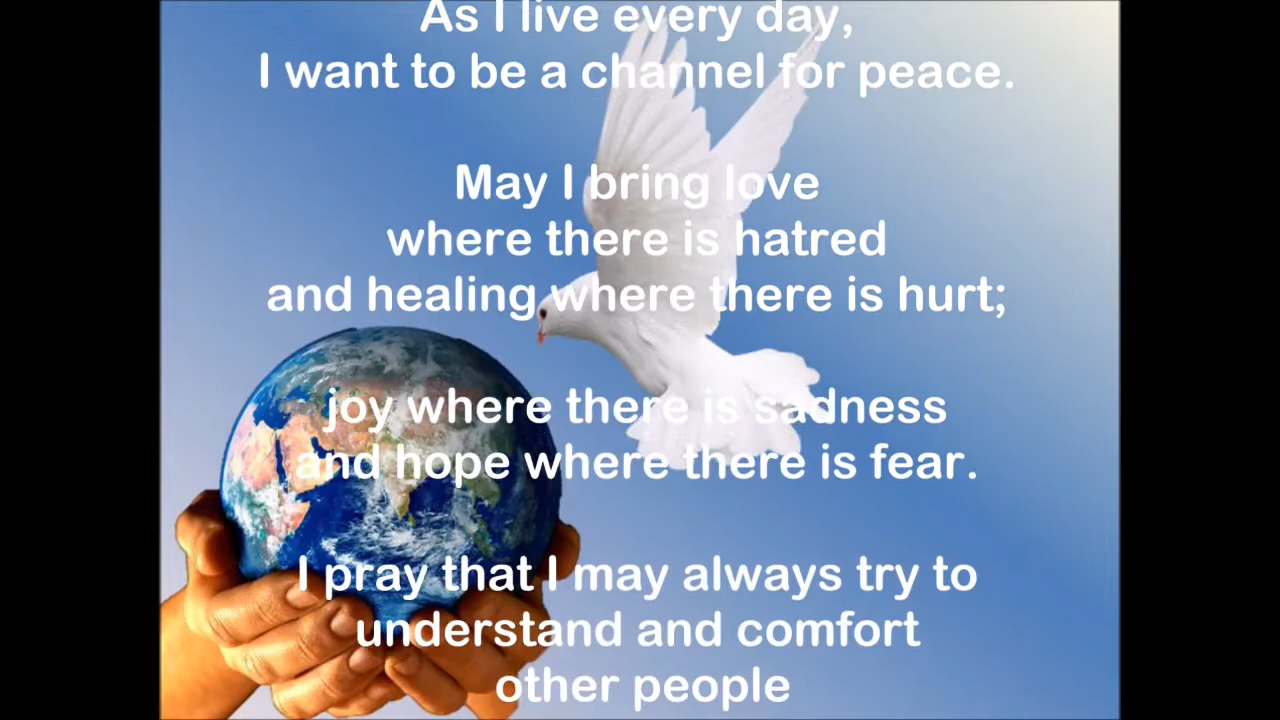 As I live every day,
I want to be a channel for peace.
May I bring love
where there is hatred
and healing where there is hurt;
joy where there is sadness
and hope where there is fear.
I pray that I may always try to
understand and comfort
other people